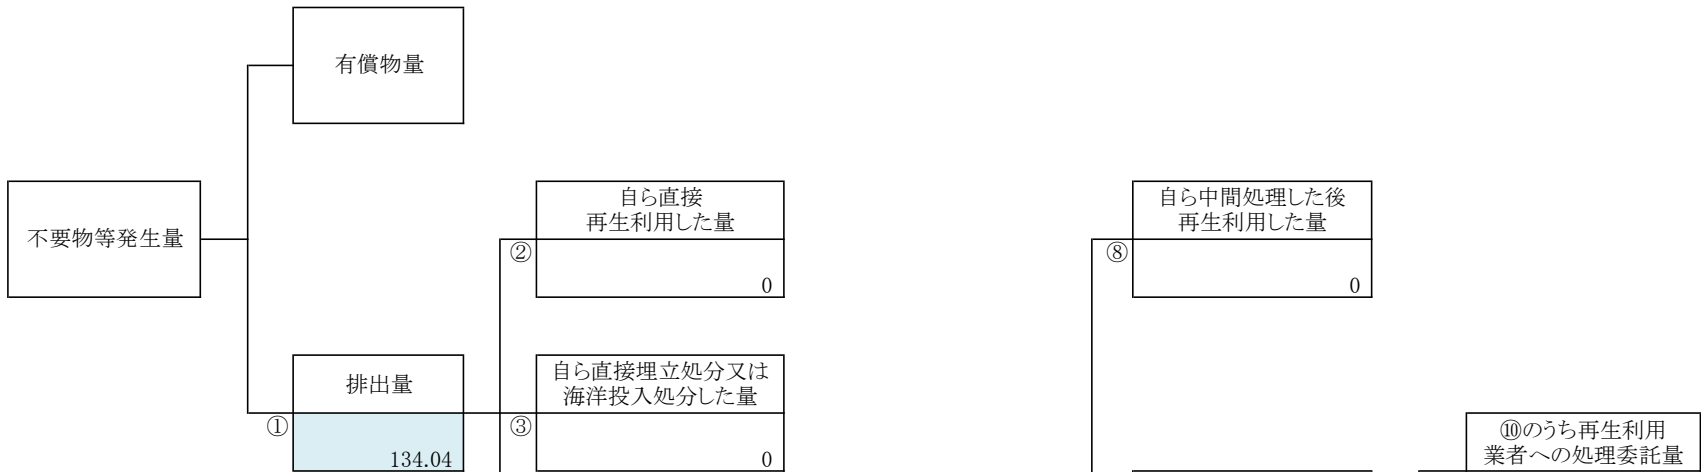 有償物量
不要物等発生量
自ら直接
再生利用した量
②
0
自ら中間処理した後
再生利用した量
⑧
0
排出量
①
134.04
自ら直接埋立処分又は
海洋投入処分した量
③
0
⑩のうち再生利用
業者への処理委託量